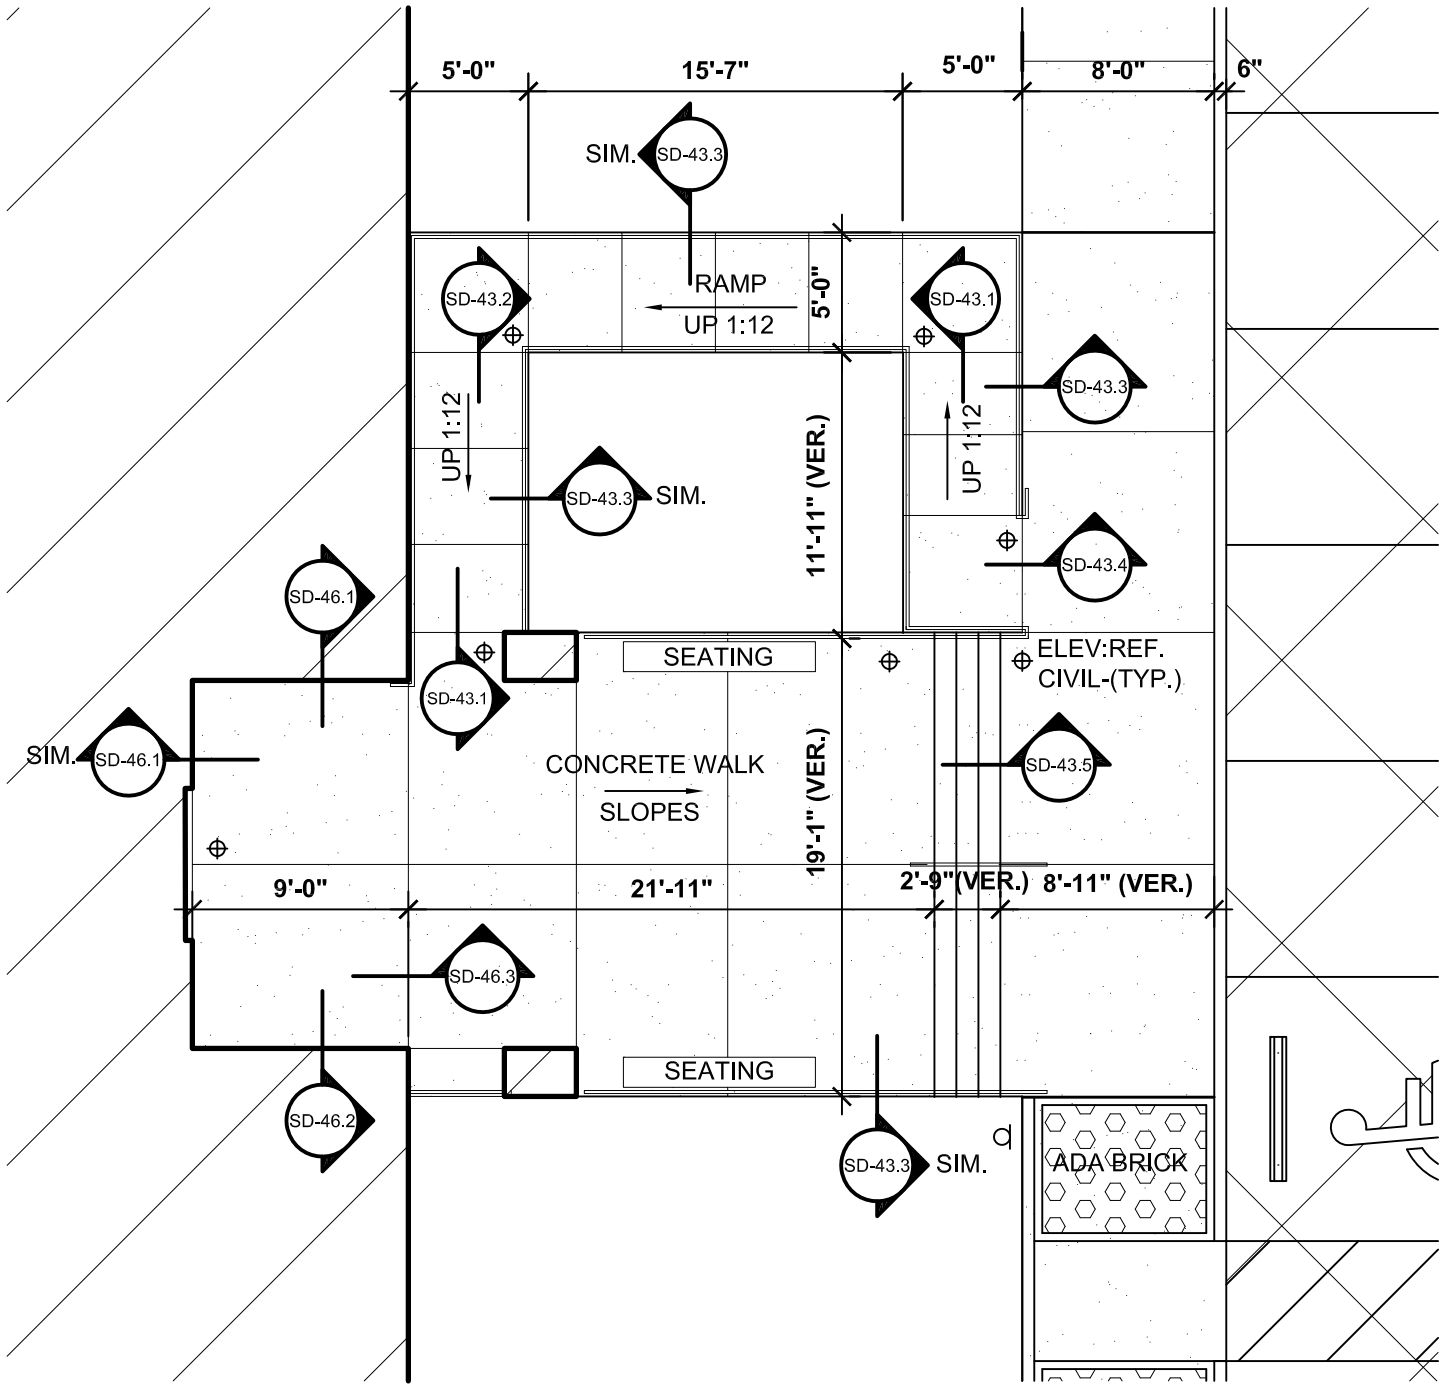 5'-0" 15'-7" 5'-0" 8'-0" 6"
SIM. SD-43.3
SD-43.2 RAMP SD-43.1
UP 1:12
5'-0"
SD-43.3
UP 1:12
UP 1:12
11'-11" (VER.)
SD-43.3 SIM.
SD-43.4
SD-46.1
SEATING
ELEV:REF.
CIVIL-(TYP.)
SD-43.1
SIM. SD-46.1
CONCRETE WALK
SLOPES
19'-1" (VER.)
SD-43.5
9'-0" 21'-11" 2'-9"(VER.) 8'-11" (VER.)
SD-46.3
SEATING
SD-46.2
SD-43.3 SIM.
ADA BRICK